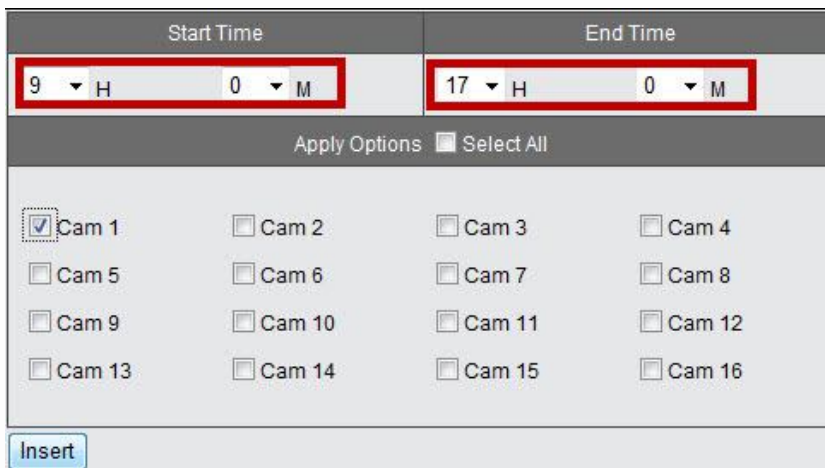 Start Time End Time
9 H 0 M 17 H 0 M
Apply Options Select All
Cam 1 Cam 2 Cam 3 Cam 4
Cam 5 Cam 6 Cam 7 Cam 8
Cam 9 Cam 10 Cam 11 Cam 12
Cam 13 Cam 14 Cam 15 Cam 16
Insert